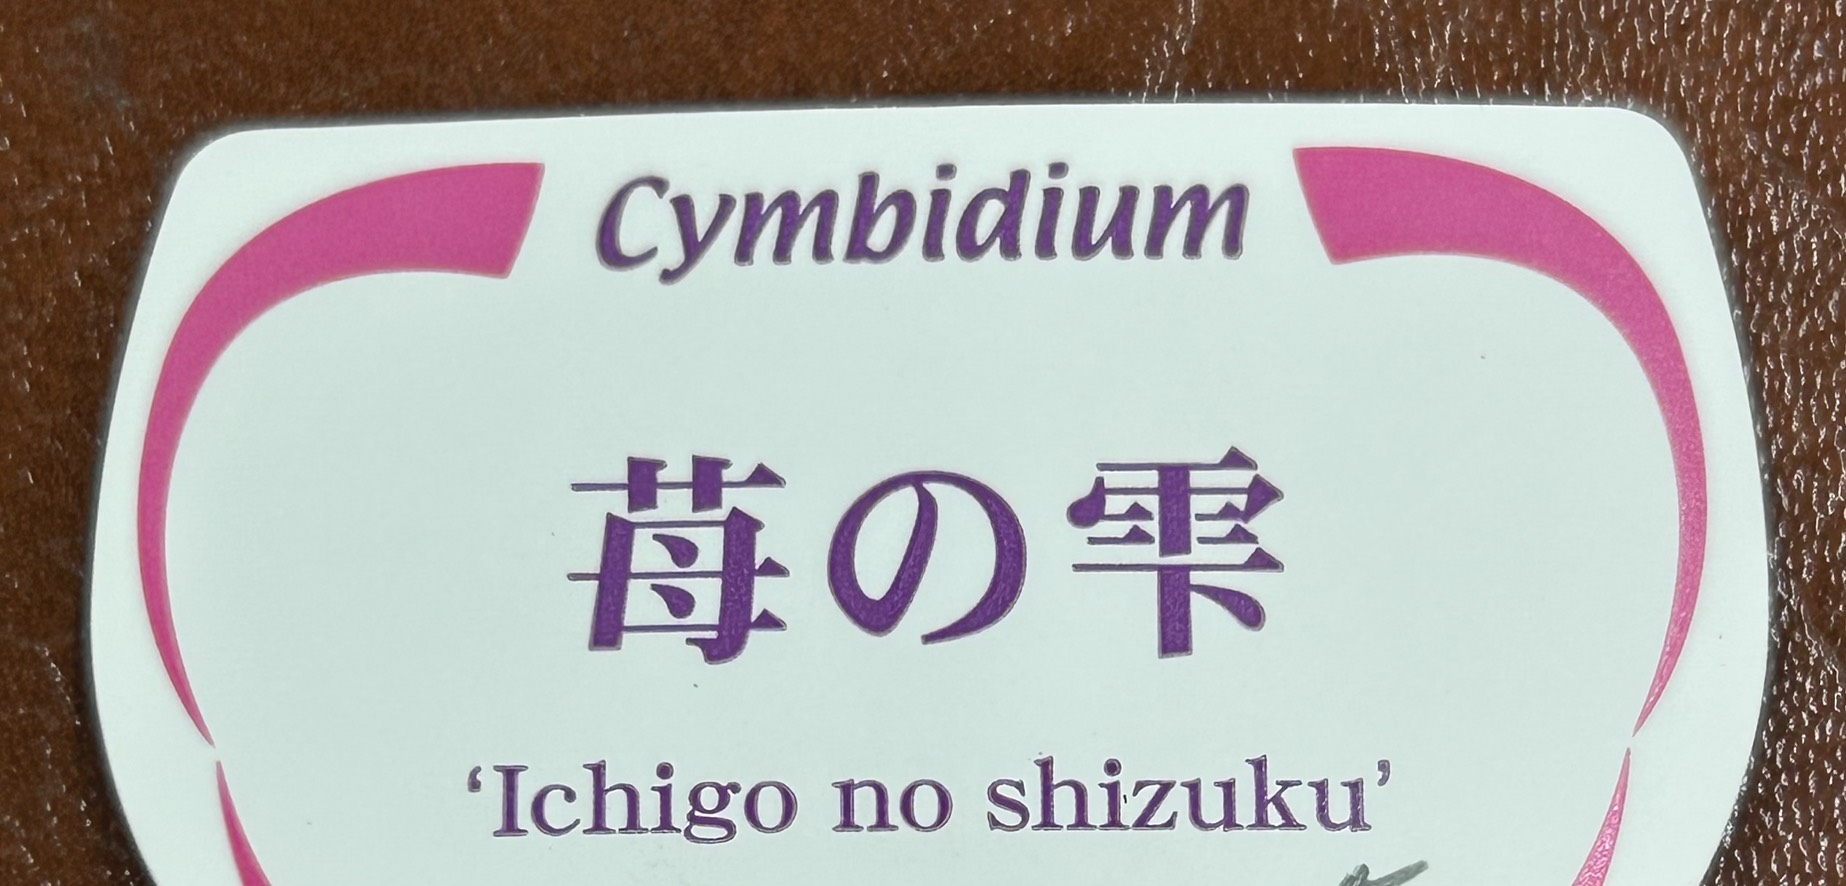 Cymbidium
苺の雫
‘Ichigo no shizuku’